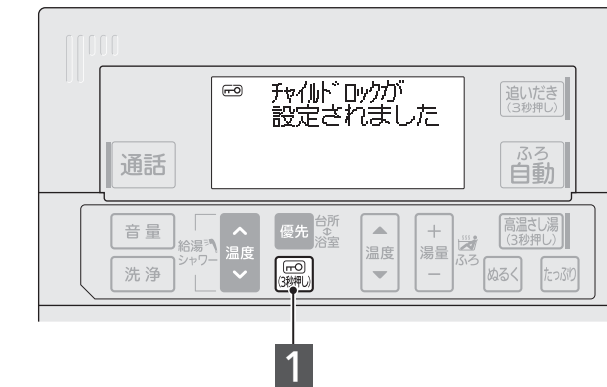 チャイルドロックが
設定されました
追いだき
(3秒押し)
通話
ふろ
自動
音量
給湯
シャワー
温度
優先
台所
浴室
温度
+
湯量
−
ふろ
高温さし湯
(3秒押し)
洗浄
(3秒押し)
ぬるく
たっぷり
1